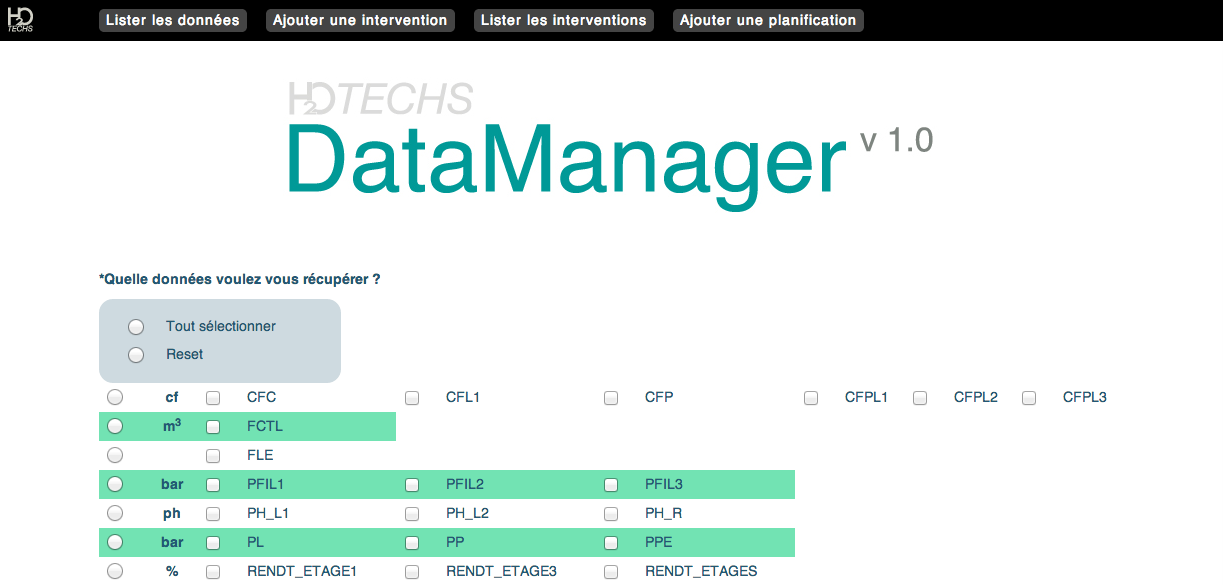 H2O TECHS Lister les données Ajouter une intervention Lister les interventions Ajouter une planification
H2OTECHS
DataManager v 1.0
*Quelle données voulez vous récupérer ?
Tout sélectionner
Reset
cf CFC CFL1 CFP CFPL1 CFPL2 CFPL3
m³ FCTL
FLE
bar PFIL1 PFIL2 PFIL3
ph PH_L1 PH_L2 PH_R
bar PL PP PPE
% RENDT_ETAGE1 RENDT_ETAGE3 RENDT_ETAGES